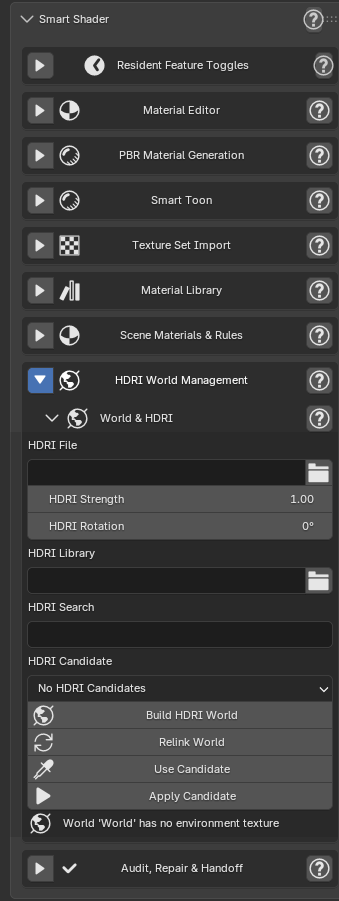 Smart Shader
Resident Feature Toggles
Material Editor
PBR Material Generation
Smart Toon
Texture Set Import
Material Library
Scene Materials & Rules
HDRI World Management
World & HDRI
HDRI File
HDRI Strength 1.00
HDRI Rotation 0°
HDRI Library
HDRI Search
HDRI Candidate
No HDRI Candidates
Build HDRI World
Relink World
Use Candidate
Apply Candidate
World 'World' has no environment texture
Audit, Repair & Handoff